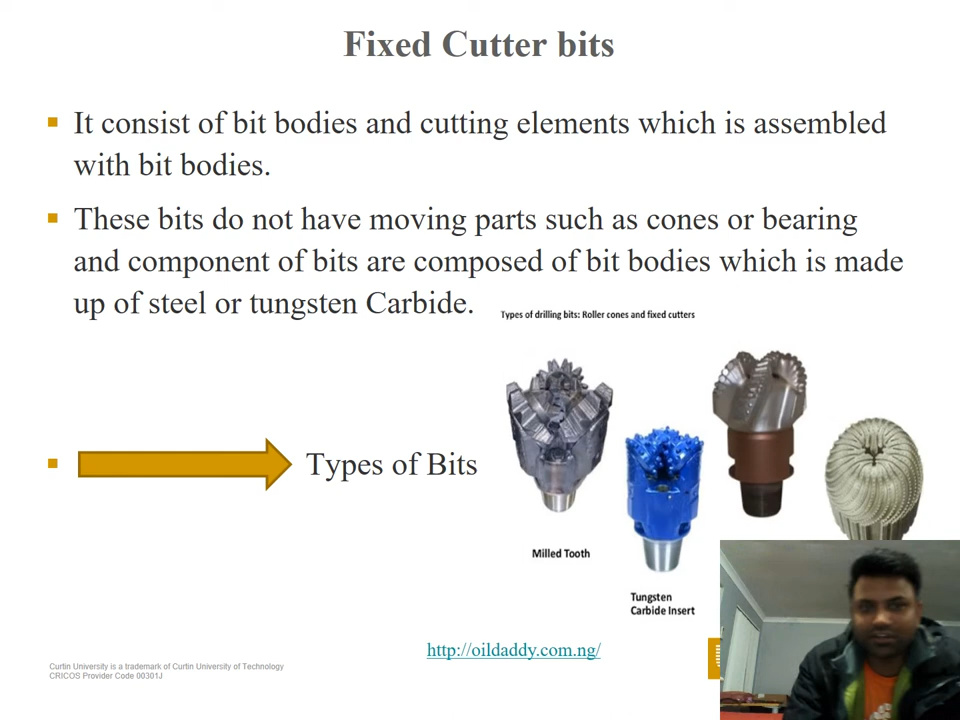 Fixed Cutter bits
It consist of bit bodies and cutting elements which is assembled
with bit bodies.
These bits do not have moving parts such as cones or bearing
and component of bits are composed of bit bodies which is made
up of steel or tungsten Carbide.
Types of drilling bits: Roller cones and fixed cutters
Types of Bits
Milled Tooth
Tungsten
Carbide Insert
http://oildaddy.com.ng/
Curtin University is a trademark of Curtin University of Technology
CRICOS Provider Code 00301J